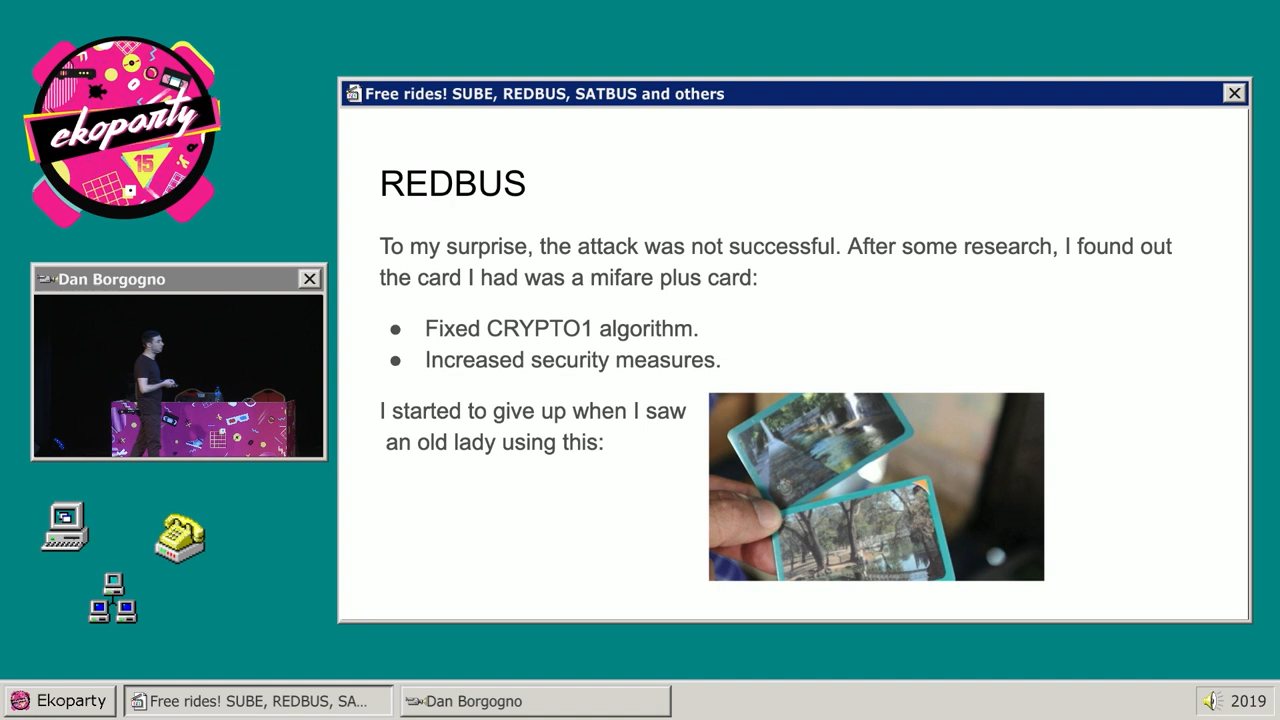 ekoparty
15
Free rides! SUBE, REDBUS, SATBUS and others
REDBUS
To my surprise, the attack was not successful. After some research, I found out
the card I had was a mifare plus card:
● Fixed CRYPTO1 algorithm.
● Increased security measures.
I started to give up when I saw
an old lady using this:
Dan Borgogno
Ekoparty
Free rides! SUBE, REDBUS, SA...
Dan Borgogno
2019